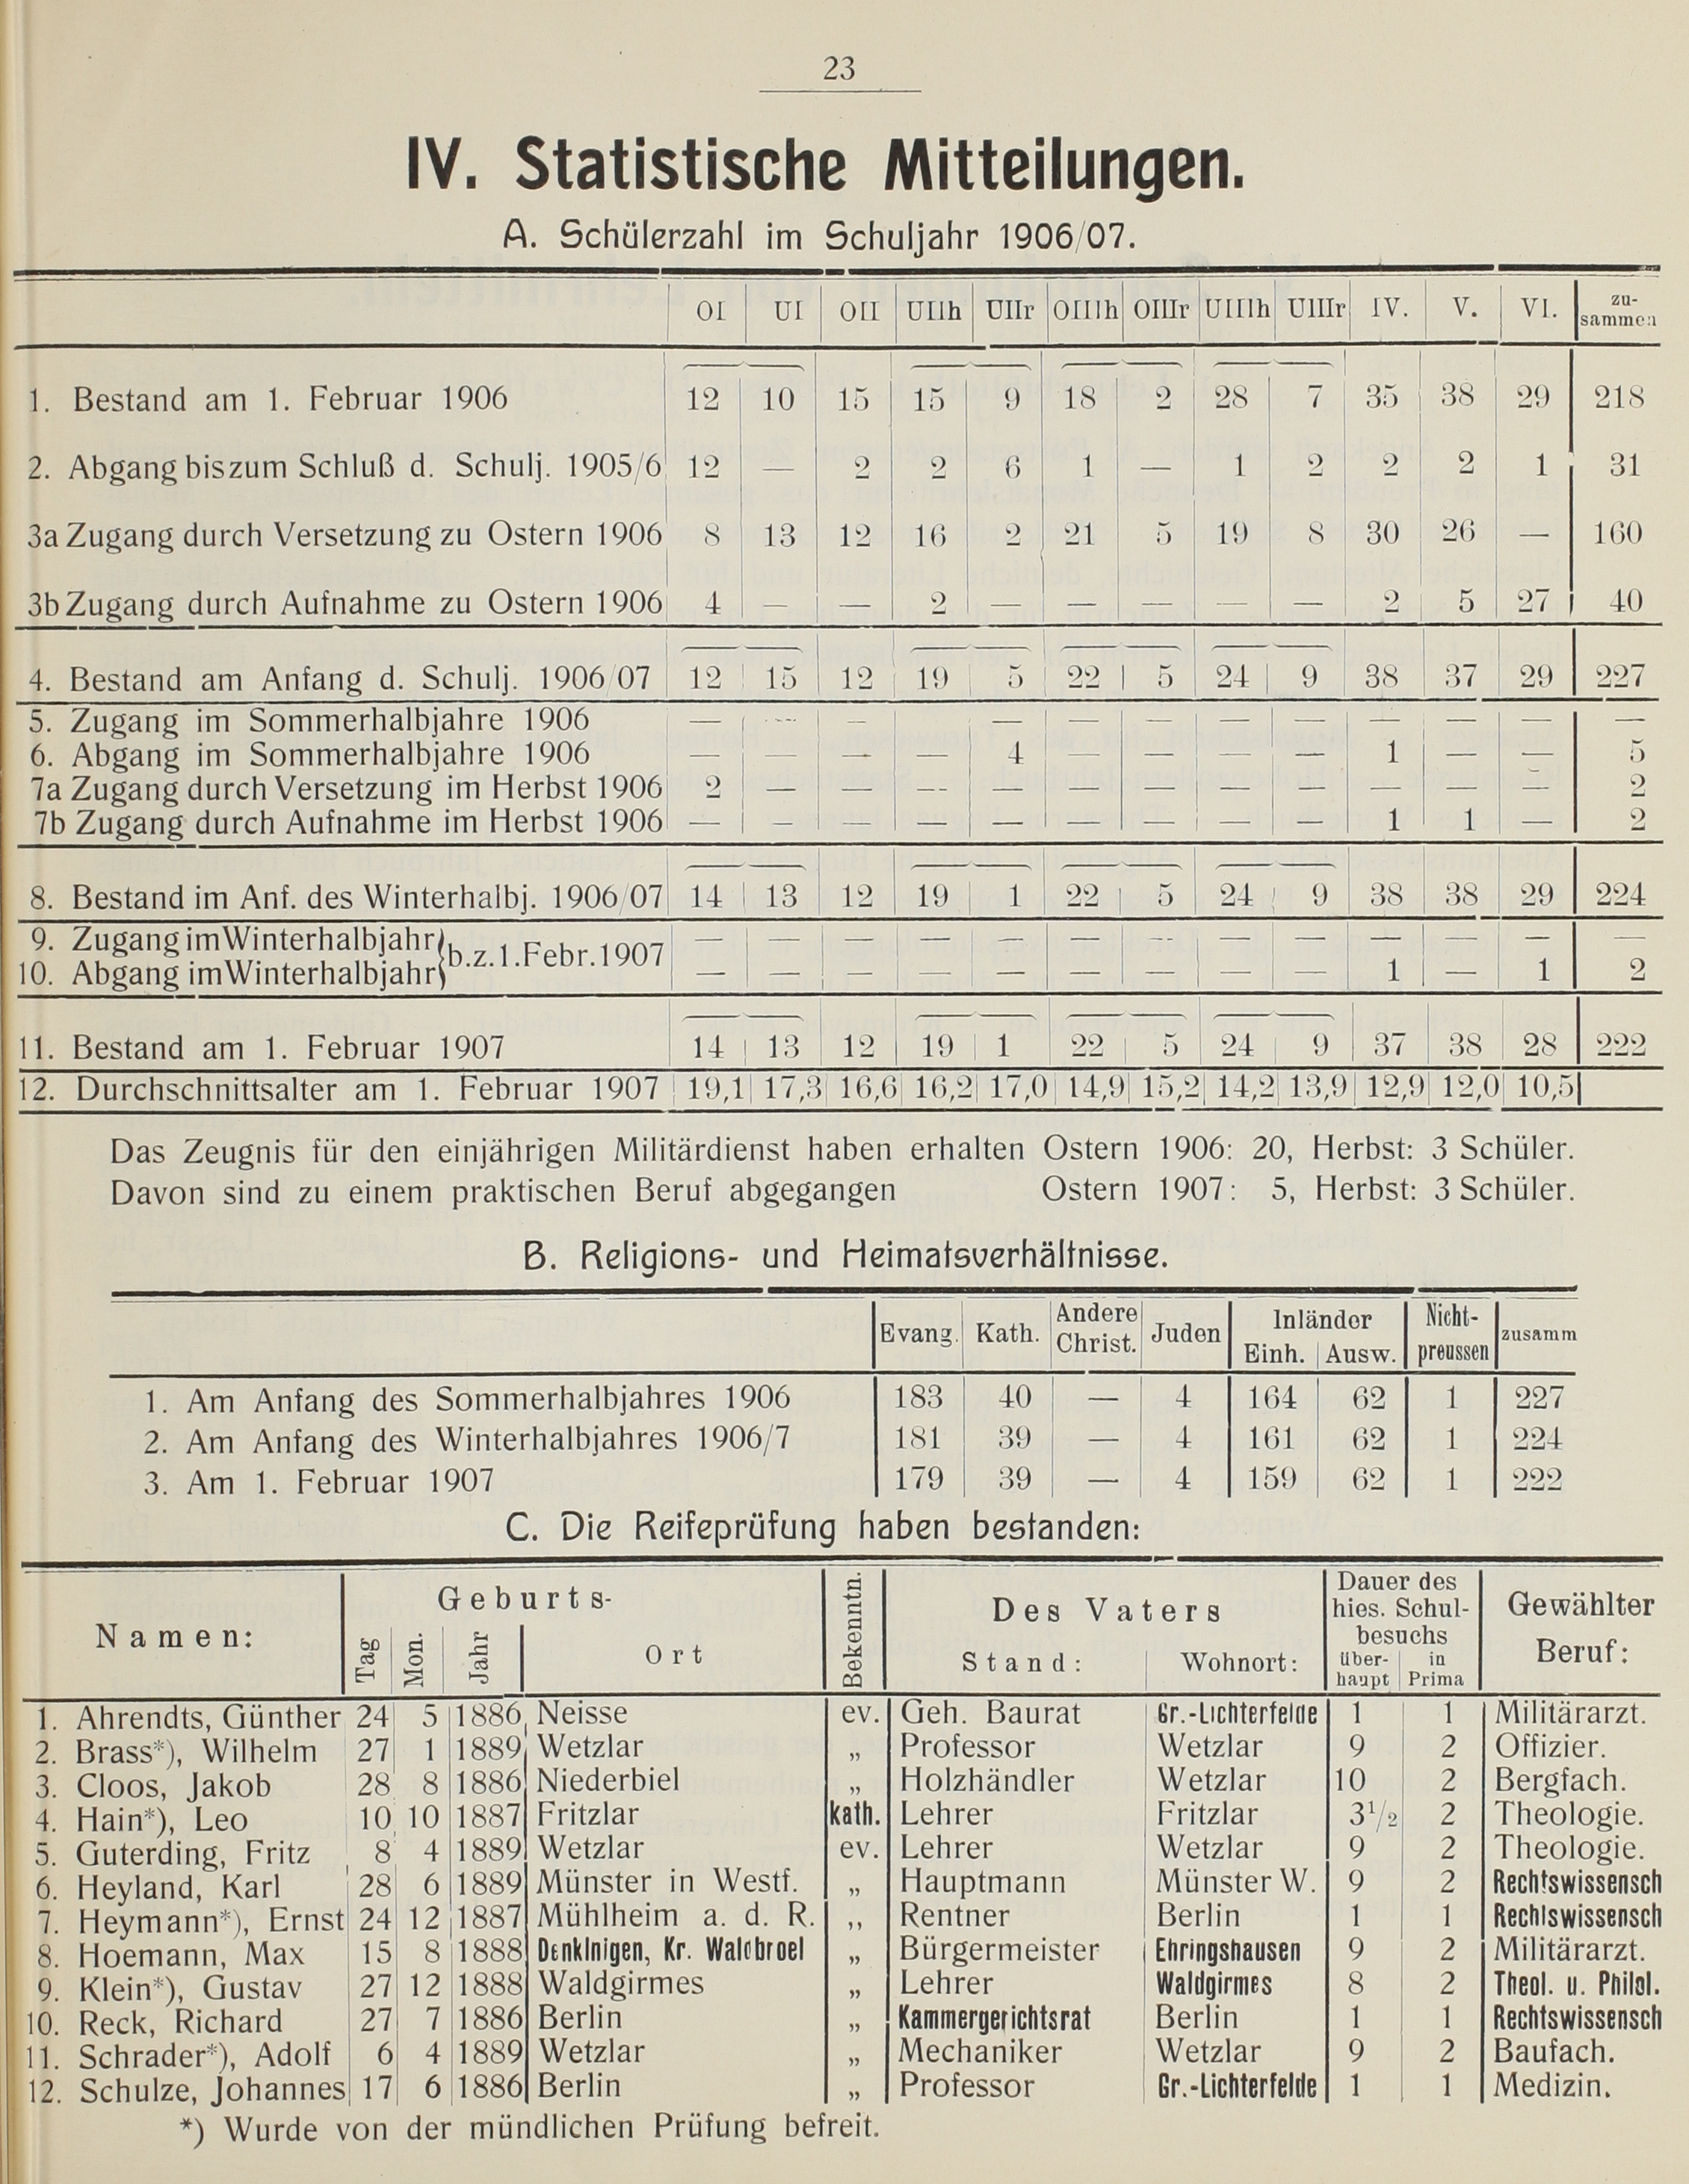 23
IV. Statistische Mitteilungen.
A. Schülerzahl im Schuljahr 1906/07.
OI UI OII UIIh UIIr OIIIh OIIIr UIIIh UIIIr IV. V. VI. zu-
sammen
1. Bestand am 1. Februar 1906 12 10 15 15 9 18 2 28 7 35 38 29 218
2. Abgang bis zum Schluß d. Schulj. 1905/6 12 — 2 2 6 1 — 1 2 2 2 1 31
3a Zugang durch Versetzung zu Ostern 1906 8 13 12 16 2 21 5 19 8 30 26 — 160
3b Zugang durch Aufnahme zu Ostern 1906 4 — — 2 — — — — — 2 5 27 40
4. Bestand am Anfang d. Schulj. 1906/07 12 15 12 19 5 22 5 24 9 38 37 29 227
5. Zugang im Sommerhalbjahre 1906 — — — — — — — — — — — — —
6. Abgang im Sommerhalbjahre 1906 — — — — 4 — — — — 1 — — 5
7a Zugang durch Versetzung im Herbst 1906 2 — — — — — — — — — — — 2
7b Zugang durch Aufnahme im Herbst 1906 — — — — — — — — — 1 1 — 2
8. Bestand im Anf. des Winterhalbj. 1906/07 14 13 12 19 1 22 5 24 9 38 38 29 224
9. Zugang im Winterhalbjahr } b.z.1.Febr.1907 — — — — — — — — — — — — —
10. Abgang im Winterhalbjahr — — — — — — — — — 1 — 1 2
11. Bestand am 1. Februar 1907 14 13 12 19 1 22 5 24 9 37 38 28 222
12. Durchschnittsalter am 1. Februar 1907 19,1 17,3 16,6 16,2 17,0 14,9 15,2 14,2 13,9 12,9 12,0 10,5
Das Zeugnis für den einjährigen Militärdienst haben erhalten Ostern 1906: 20, Herbst: 3 Schüler.
Davon sind zu einem praktischen Beruf abgegangen Ostern 1907: 5, Herbst: 3 Schüler.
B. Religions- und Heimatsverhältnisse.
Evang. Kath. Andere Christ. Juden Inländer Einh. Ausw. Nicht-preussen zusamm
1. Am Anfang des Sommerhalbjahres 1906 183 40 — 4 164 62 1 227
2. Am Anfang des Winterhalbjahres 1906/7 181 39 — 4 161 62 1 224
3. Am 1. Februar 1907 179 39 — 4 159 62 1 222
C. Die Reifeprüfung haben bestanden:
Namen: Geburts- Tag Mon. Jahr Ort Bekenntn. Des Vaters Stand: Wohnort: Dauer des hies. Schul-besuchs über-haupt in Prima Gewählter Beruf:
1. Ahrendts, Günther 24 5 1886 Neisse ev. Geh. Baurat Gr.-Lichterfelde 1 1 Militärarzt.
2. Brass*), Wilhelm 27 1 1889 Wetzlar „ Professor Wetzlar 9 2 Offizier.
3. Cloos, Jakob 28 8 1886 Niederbiel „ Holzhändler Wetzlar 10 2 Bergfach.
4. Hain*), Leo 10 10 1887 Fritzlar kath. Lehrer Fritzlar 3 1/2 2 Theologie.
5. Guterding, Fritz 8 4 1889 Wetzlar ev. Lehrer Wetzlar 9 2 Theologie.
6. Heyland, Karl 28 6 1889 Münster in Westf. „ Hauptmann Münster W. 9 2 Rechtswissensch
7. Heymann*), Ernst 24 12 1887 Mühlheim a. d. R. „ Rentner Berlin 1 1 Rechtswissensch
8. Hoemann, Max 15 8 1888 Denklnigen, Kr. Waldbroel „ Bürgermeister Ehringshausen 9 2 Militärarzt.
9. Klein*), Gustav 27 12 1888 Waldgirmes „ Lehrer Waldgirmes 8 2 Theol. u. Philol.
10. Reck, Richard 27 7 1886 Berlin „ Kammergerichtsrat Berlin 1 1 Rechtswissensch
11. Schrader*), Adolf 6 4 1889 Wetzlar „ Mechaniker Wetzlar 9 2 Baufach.
12. Schulze, Johannes 17 6 1886 Berlin „ Professor Gr.-Lichterfelde 1 1 Medizin.
*) Wurde von der mündlichen Prüfung befreit.